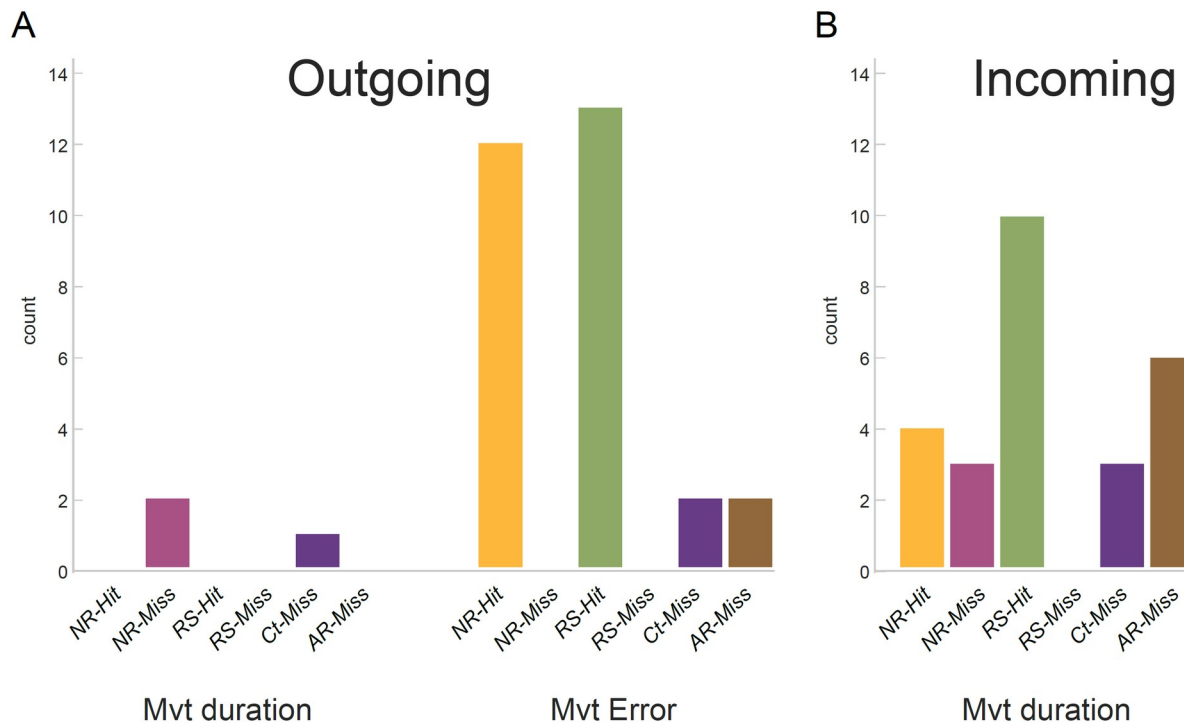 A
Outgoing
14
12
10
8
6
4
2
0
count
NR-Hit
NR-Miss
RS-Hit
RS-Miss
Ct-Miss
AR-Miss
Mvt duration
NR-Hit
NR-Miss
RS-Hit
RS-Miss
Ct-Miss
AR-Miss
Mvt Error
B
Incoming
14
12
10
8
6
4
2
0
count
NR-Hit
NR-Miss
RS-Hit
RS-Miss
Ct-Miss
AR-Miss
Mvt duration